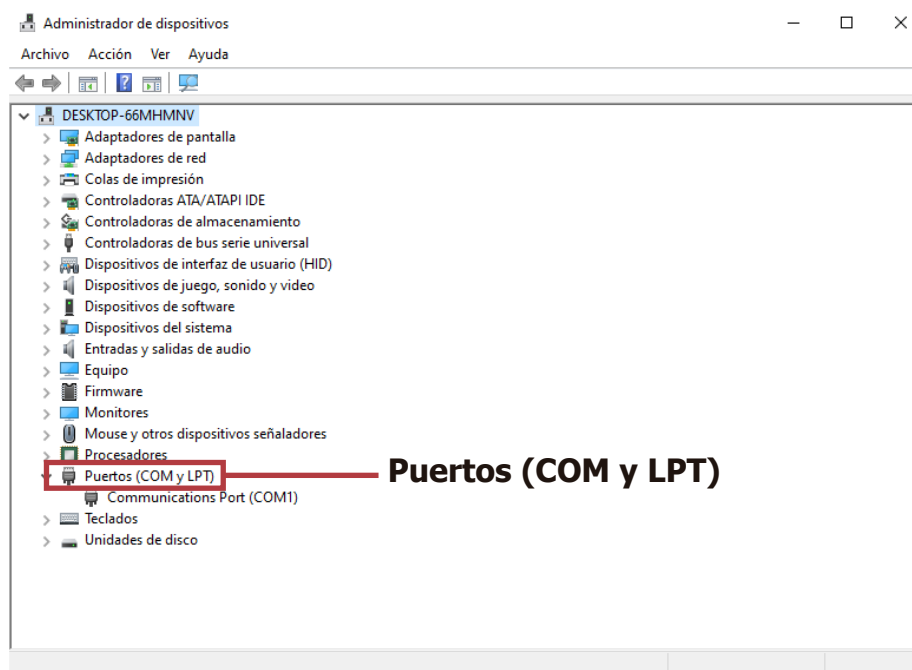 Administrador de dispositivos
Archivo Acción Ver Ayuda
DESKTOP-66MHMNV
Adaptadores de pantalla
Adaptadores de red
Colas de impresión
Controladoras ATA/ATAPI IDE
Controladoras de almacenamiento
Controladoras de bus serie universal
Dispositivos de interfaz de usuario (HID)
Dispositivos de juego, sonido y video
Dispositivos de software
Dispositivos del sistema
Entradas y salidas de audio
Equipo
Firmware
Monitores
Mouse y otros dispositivos señaladores
Procesadores
Puertos (COM y LPT)
Puertos (COM y LPT)
Communications Port (COM1)
Teclados
Unidades de disco